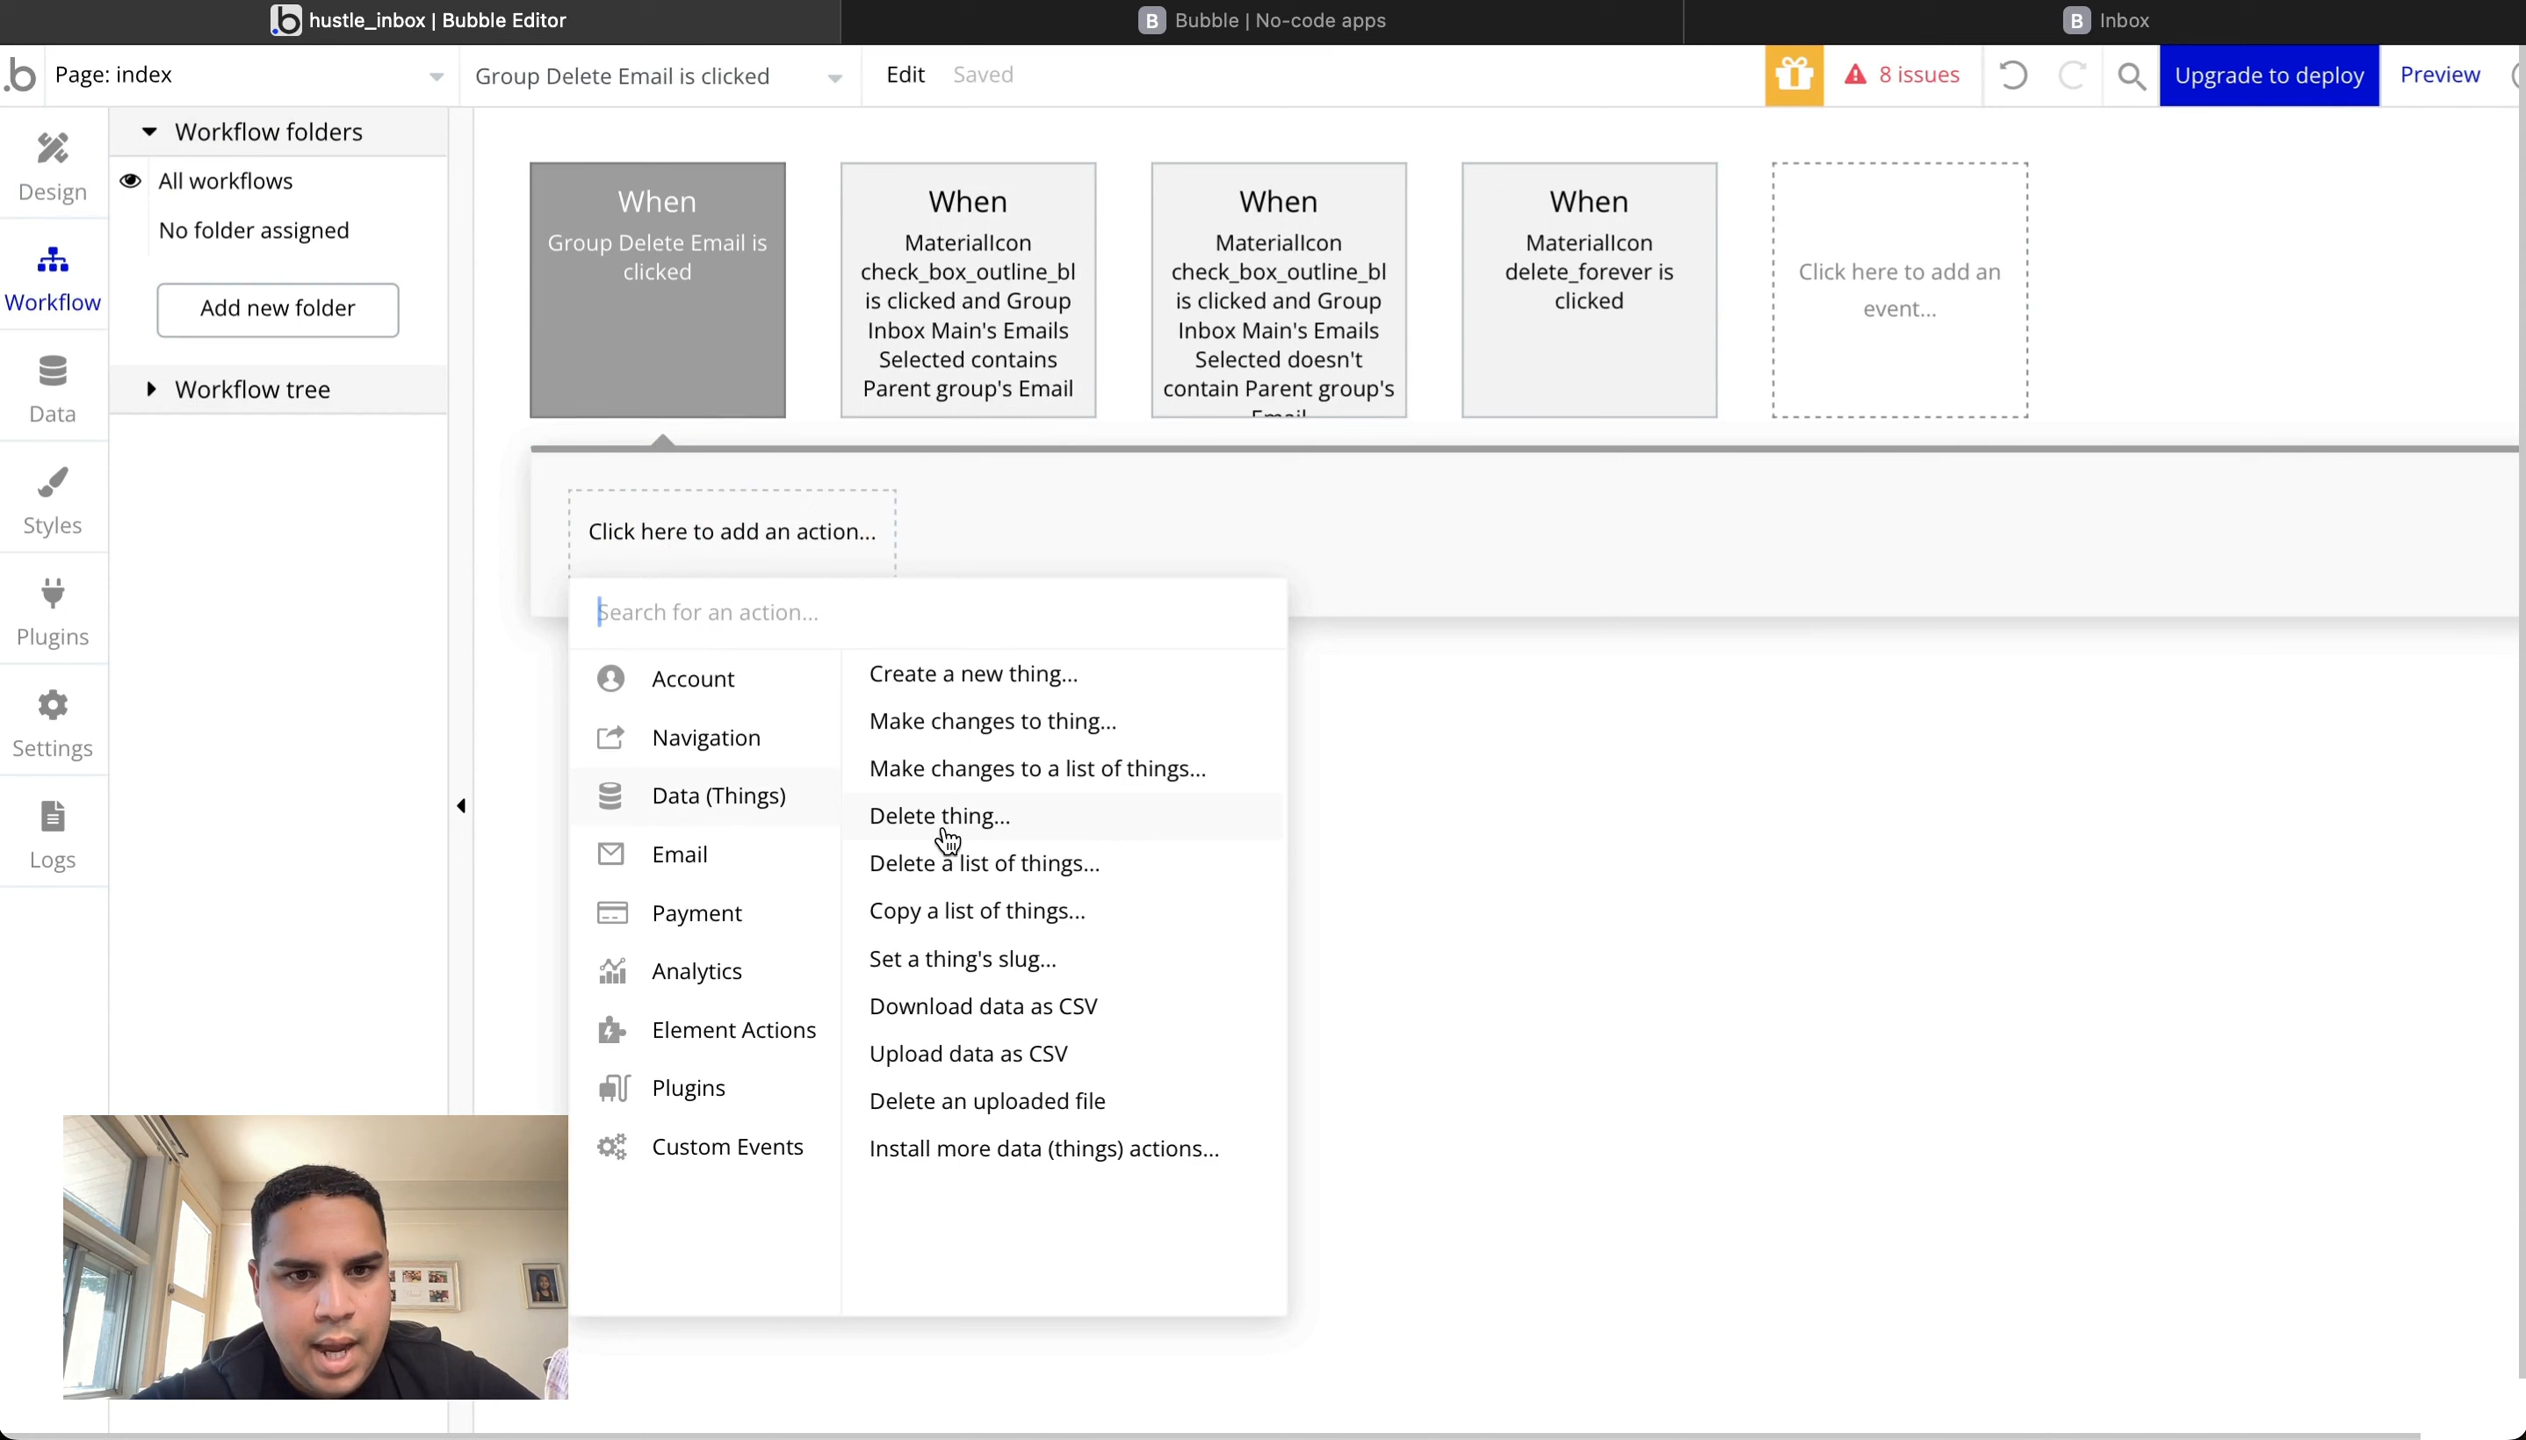 hustle_inbox | Bubble Editor
B Bubble | No-code apps
B Inbox
b Page: index
Group Delete Email is clicked
Edit
Saved
8 issues
Upgrade to deploy
Preview
Design
Workflow
Data
Styles
Plugins
Settings
Logs
Workflow folders
All workflows
No folder assigned
Add new folder
Workflow tree
When
Group Delete Email is
clicked
When
MaterialIcon
check_box_outline_bl
is clicked and Group
Inbox Main's Emails
Selected contains
Parent group's Email
When
MaterialIcon
check_box_outline_bl
is clicked and Group
Inbox Main's Emails
Selected doesn't
contain Parent group's
Email
When
MaterialIcon
delete_forever is
clicked
Click here to add an
event...
Click here to add an action...
Search for an action...
Account
Navigation
Data (Things)
Email
Payment
Analytics
Element Actions
Plugins
Custom Events
Create a new thing...
Make changes to thing...
Make changes to a list of things...
Delete thing...
Delete a list of things...
Copy a list of things...
Set a thing's slug...
Download data as CSV
Upload data as CSV
Delete an uploaded file
Install more data (things) actions...